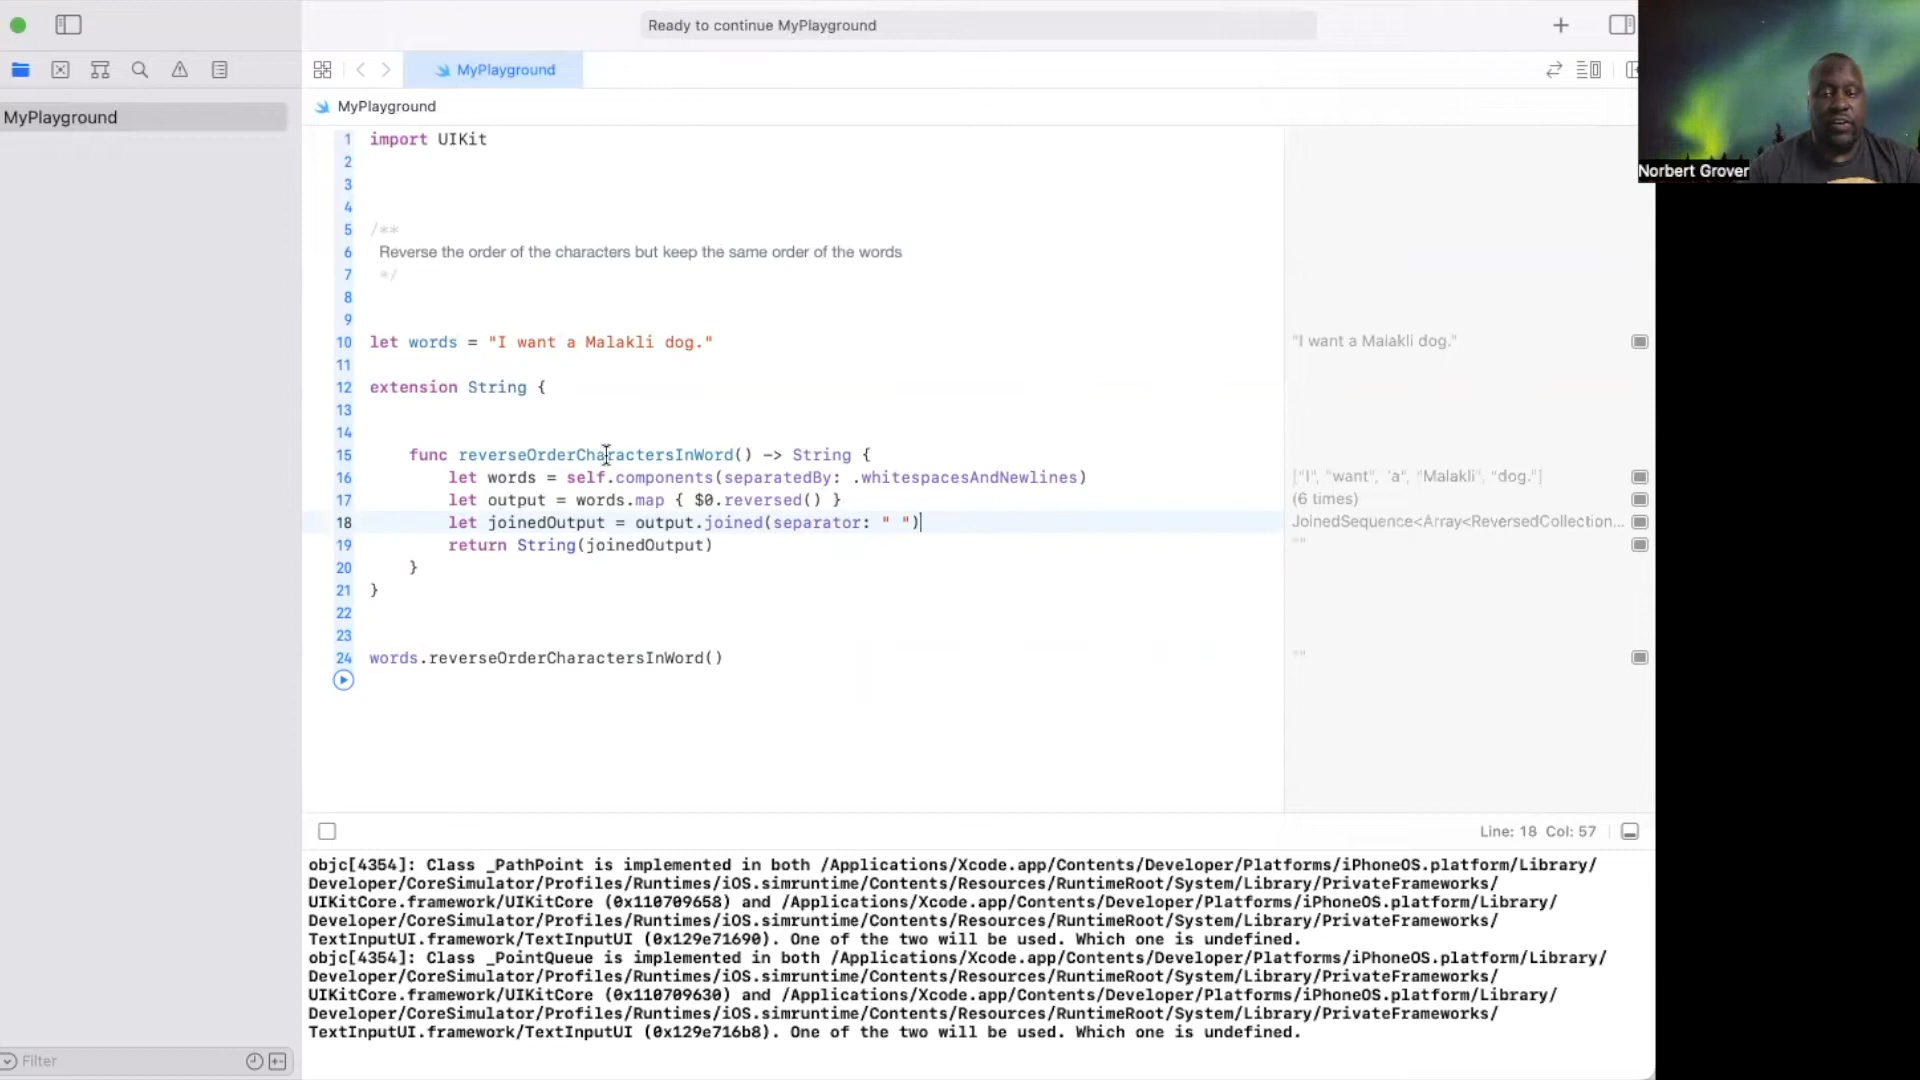 Ready to continue MyPlayground
MyPlayground
MyPlayground
MyPlayground
Norbert Grover
1 import UIKit
2
3
4
5 /**
6 Reverse the order of the characters but keep the same order of the words
7 */
8
9
10 let words = "I want a Malakli dog."
"I want a Malakli dog."
11
12 extension String {
13
14
15 func reverseOrderCharactersInWord() -> String {
16 let words = self.components(separatedBy: .whitespacesAndNewlines)
["I", "want", "a", "Malakli", "dog."]
17 let output = words.map { $0.reversed() }
(6 times)
18 let joinedOutput = output.joined(separator: " ")
JoinedSequence<Array<ReversedCollection...
19 return String(joinedOutput)
""
20 }
21 }
22
23
24 words.reverseOrderCharactersInWord()
""
Line: 18 Col: 57
objc[4354]: Class _PathPoint is implemented in both /Applications/Xcode.app/Contents/Developer/Platforms/iPhoneOS.platform/Library/
Developer/CoreSimulator/Profiles/Runtimes/iOS.simruntime/Contents/Resources/RuntimeRoot/System/Library/PrivateFrameworks/
UIKitCore.framework/UIKitCore (0x110709658) and /Applications/Xcode.app/Contents/Developer/Platforms/iPhoneOS.platform/Library/
Developer/CoreSimulator/Profiles/Runtimes/iOS.simruntime/Contents/Resources/RuntimeRoot/System/Library/PrivateFrameworks/
TextInputUI.framework/TextInputUI (0x129e71690). One of the two will be used. Which one is undefined.
objc[4354]: Class _PointQueue is implemented in both /Applications/Xcode.app/Contents/Developer/Platforms/iPhoneOS.platform/Library/
Developer/CoreSimulator/Profiles/Runtimes/iOS.simruntime/Contents/Resources/RuntimeRoot/System/Library/PrivateFrameworks/
UIKitCore.framework/UIKitCore (0x110709630) and /Applications/Xcode.app/Contents/Developer/Platforms/iPhoneOS.platform/Library/
Developer/CoreSimulator/Profiles/Runtimes/iOS.simruntime/Contents/Resources/RuntimeRoot/System/Library/PrivateFrameworks/
TextInputUI.framework/TextInputUI (0x129e716b8). One of the two will be used. Which one is undefined.
Filter